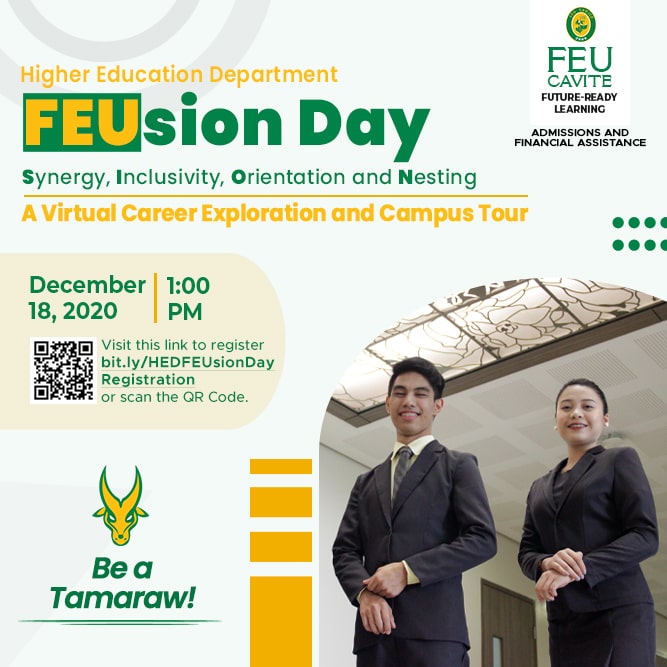 Higher Education Department
FEUsion Day
Synergy, Inclusivity, Orientation and Nesting
A Virtual Career Exploration and Campus Tour
FEU
CAVITE
FUTURE-READY
LEARNING
ADMISSIONS AND
FINANCIAL ASSISTANCE
December
18, 2020
1:00
PM
Visit this link to register
bit.ly/HEDFEUsionDay
Registration
or scan the QR Code.
Be a
Tamaraw!